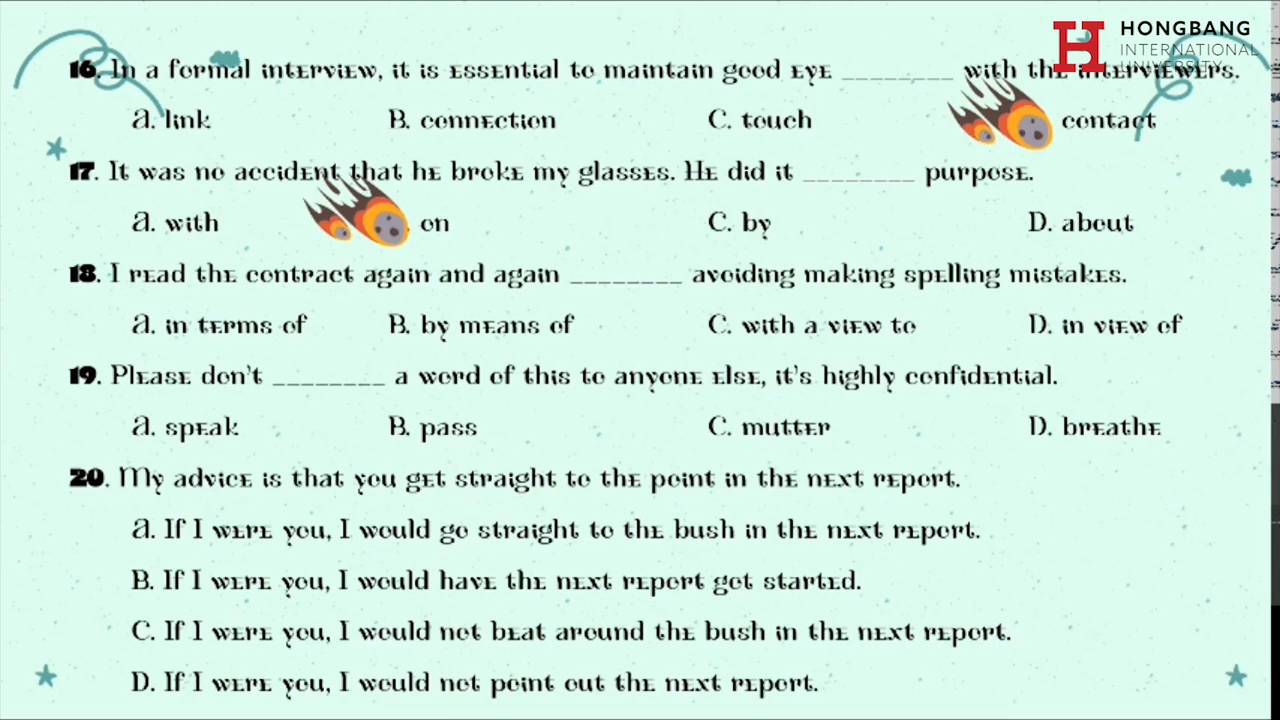 HONGBANG
INTERNATIONAL
UNIVERSITY
16. In a formal interview, it is essential to maintain good eye ________ with the interviewers.
A. link B. connection C. touch contact
17. It was no accident that he broke my glasses. He did it ________ purpose.
A. with on C. by D. about
18. I read the contract again and again ________ avoiding making spelling mistakes.
A. in terms of B. by means of C. with a view to D. in view of
19. Please don't ________ a word of this to anyone else, it's highly confidential.
A. speak B. pass C. mutter D. breathe
20. My advice is that you get straight to the point in the next report.
A. If I were you, I would go straight to the bush in the next report.
B. If I were you, I would have the next report got started.
C. If I were you, I would not beat around the bush in the next report.
D. If I were you, I would not point out the next report.